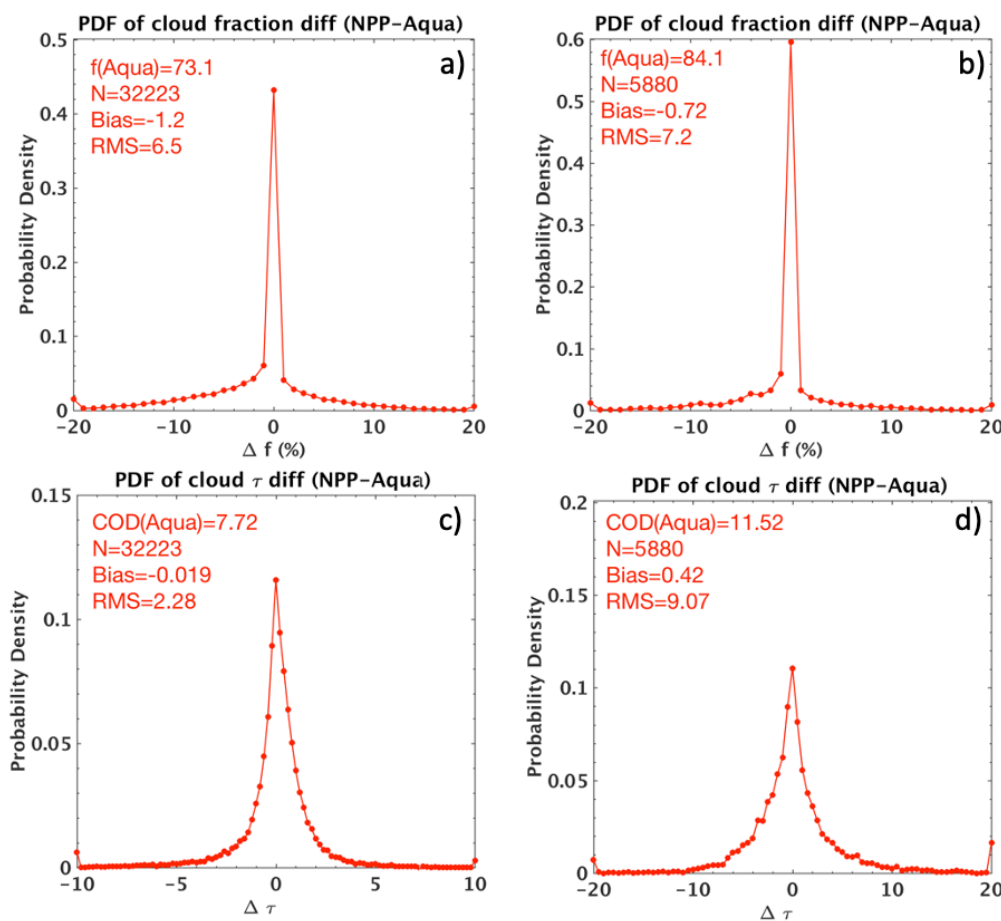 PDF of cloud fraction diff (NPP-Aqua)
a)
f(Aqua)=73.1
N=32223
Bias=-1.2
RMS=6.5
Probability Density
0.5
0.4
0.3
0.2
0.1
0
-20
-10
0
10
20
Δ f (%)
PDF of cloud fraction diff (NPP-Aqua)
b)
f(Aqua)=84.1
N=5880
Bias=-0.72
RMS=7.2
Probability Density
0.6
0.5
0.4
0.3
0.2
0.1
0
-20
-10
0
10
20
Δ f (%)
PDF of cloud τ diff (NPP-Aqua)
c)
COD(Aqua)=7.72
N=32223
Bias=-0.019
RMS=2.28
Probability Density
0.15
0.1
0.05
0
-10
-5
0
5
10
Δ τ
PDF of cloud τ diff (NPP-Aqua)
d)
COD(Aqua)=11.52
N=5880
Bias=0.42
RMS=9.07
Probability Density
0.2
0.15
0.1
0.05
0
-20
-10
0
10
20
Δ τ